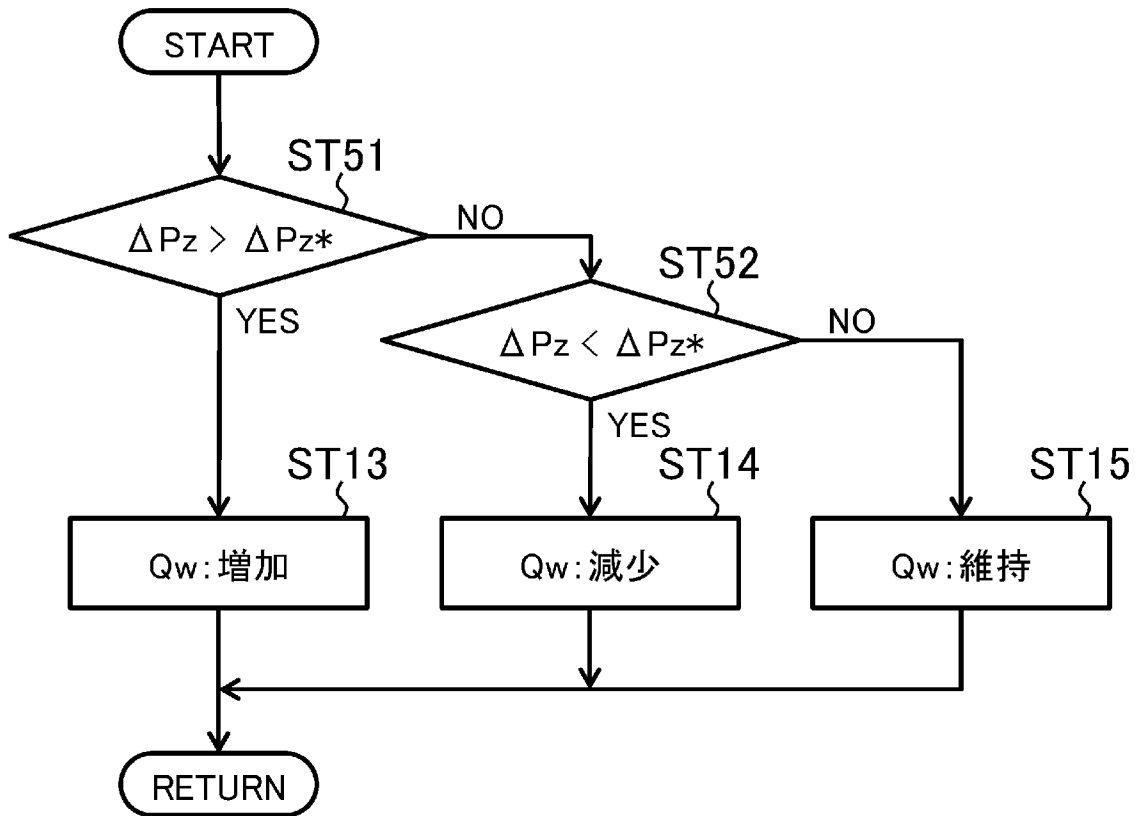 START
ST51
ΔPz > ΔPz*
NO
YES
ST52
ΔPz < ΔPz*
NO
YES
ST13
ST14
ST15
Qw:増加
Qw:減少
Qw:維持
RETURN